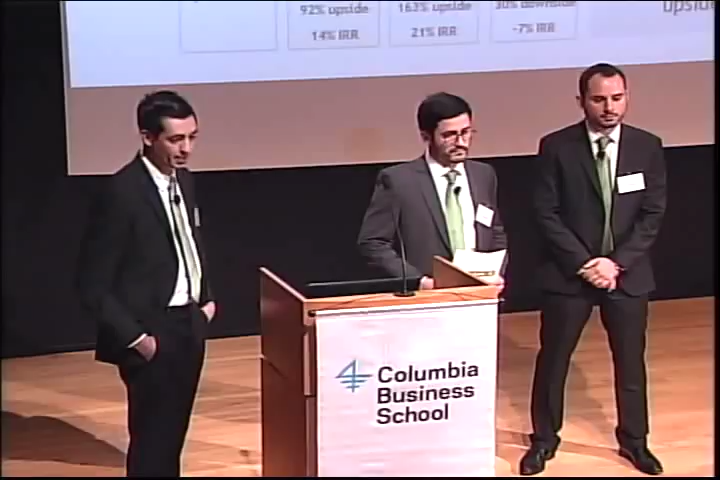 92% upside
163% upside
30% downside
upside
14% IRR
21% IRR
-7% IRR
Columbia
Business
School